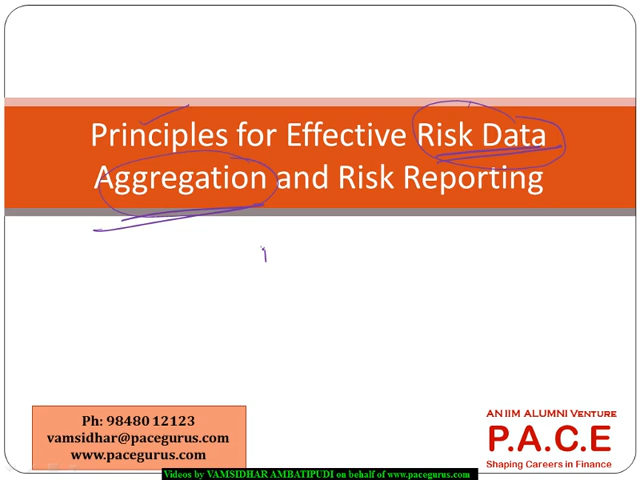 Principles for Effective Risk Data
Aggregation and Risk Reporting
Ph: 98480 12123
vamsidhar@pacegurus.com
www.pacegurus.com
AN IIM ALUMNI VENTURE
P.A.C.E
Shaping Careers in Finance
Videos by VAMSIDHAR AMBATIPUDI on behalf of www.pacegurus.com